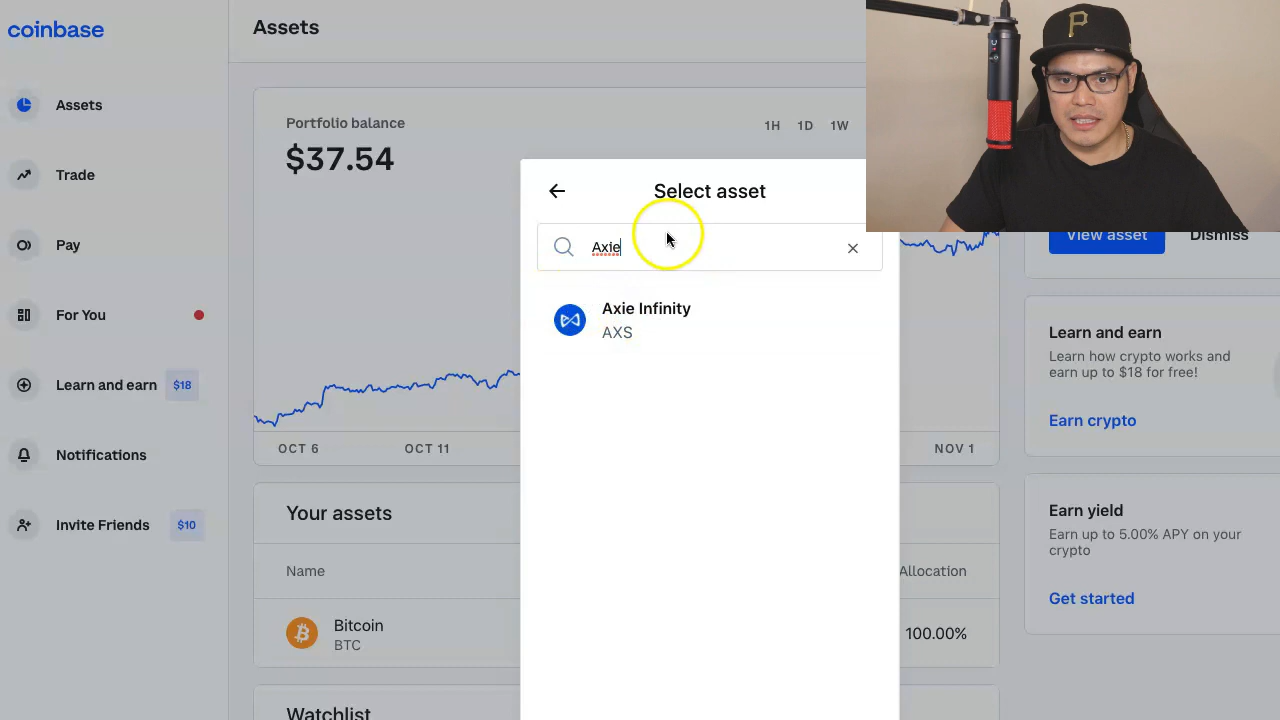 coinbase
Assets
Trade
Pay
For You
Learn and earn $18
Notifications
Invite Friends $10
Assets
Portfolio balance
$37.54
1H 1D 1W
OCT 6 OCT 11 NOV 1
Your assets
Name Allocation
Bitcoin
BTC
100.00%
Watchlist
Select asset
Axie
Axie Infinity
AXS
P
View asset Dismiss
Learn and earn
Learn how crypto works and
earn up to $18 for free!
Earn crypto
Earn yield
Earn up to 5.00% APY on your
crypto
Get started